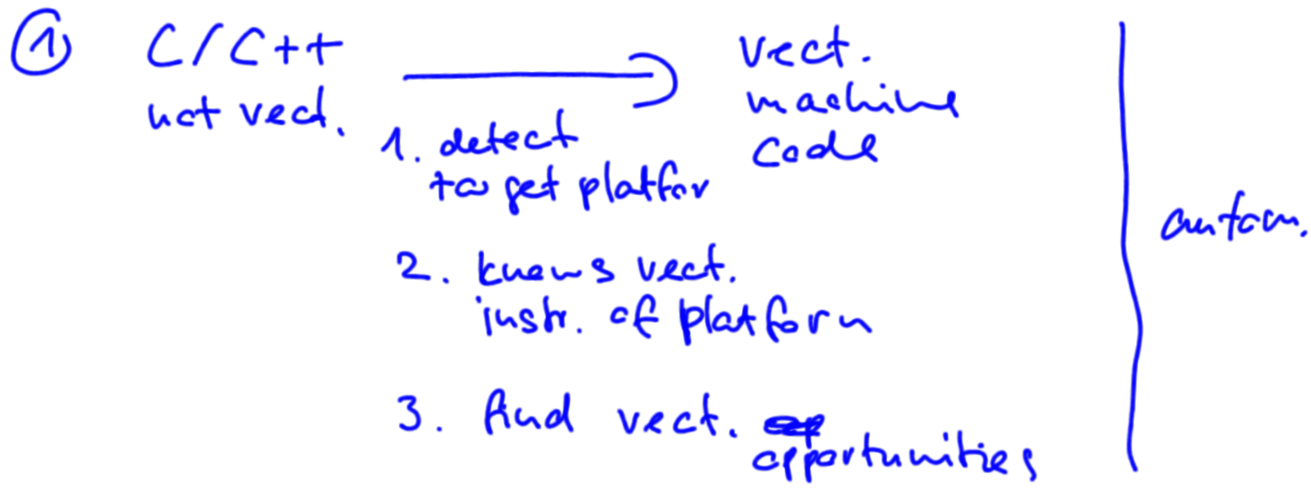 ① C/C++
not vect.
vect.
machine
code
1. detect
target platfor
2. knows vect.
instr. of platform
3. find vect.
opportunities
autom.